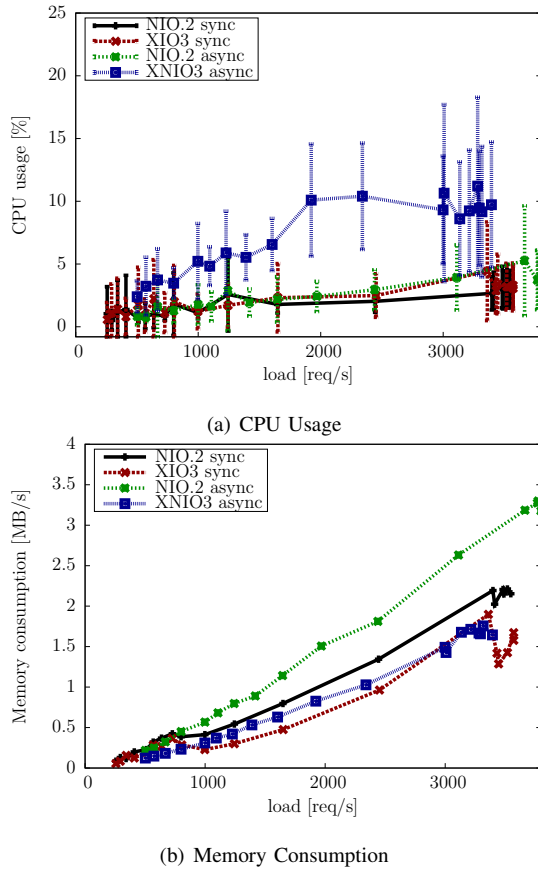 25
20
15
10
5
0
CPU usage [%]
NIO.2 sync
XIO3 sync
NIO.2 async
XNIO3 async
1000
2000
3000
load [req/s]
(a) CPU Usage
4
3.5
3
2.5
2
1.5
1
0.5
0
Memory consumption [MB/s]
NIO.2 sync
XIO3 sync
NIO.2 async
XNIO3 async
0
1000
2000
3000
load [req/s]
(b) Memory Consumption